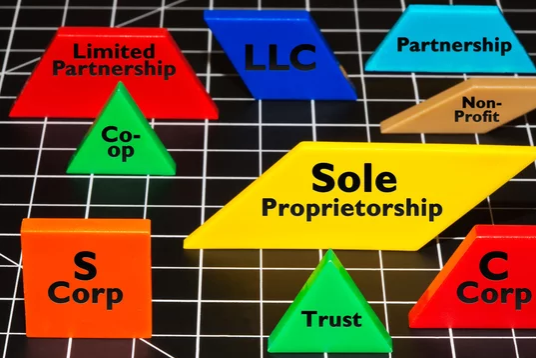 Limited
Partnership
LLC
Partnership
Non-
Profit
Co-
op
Sole
Proprietorship
S
Corp
Trust
C
Corp